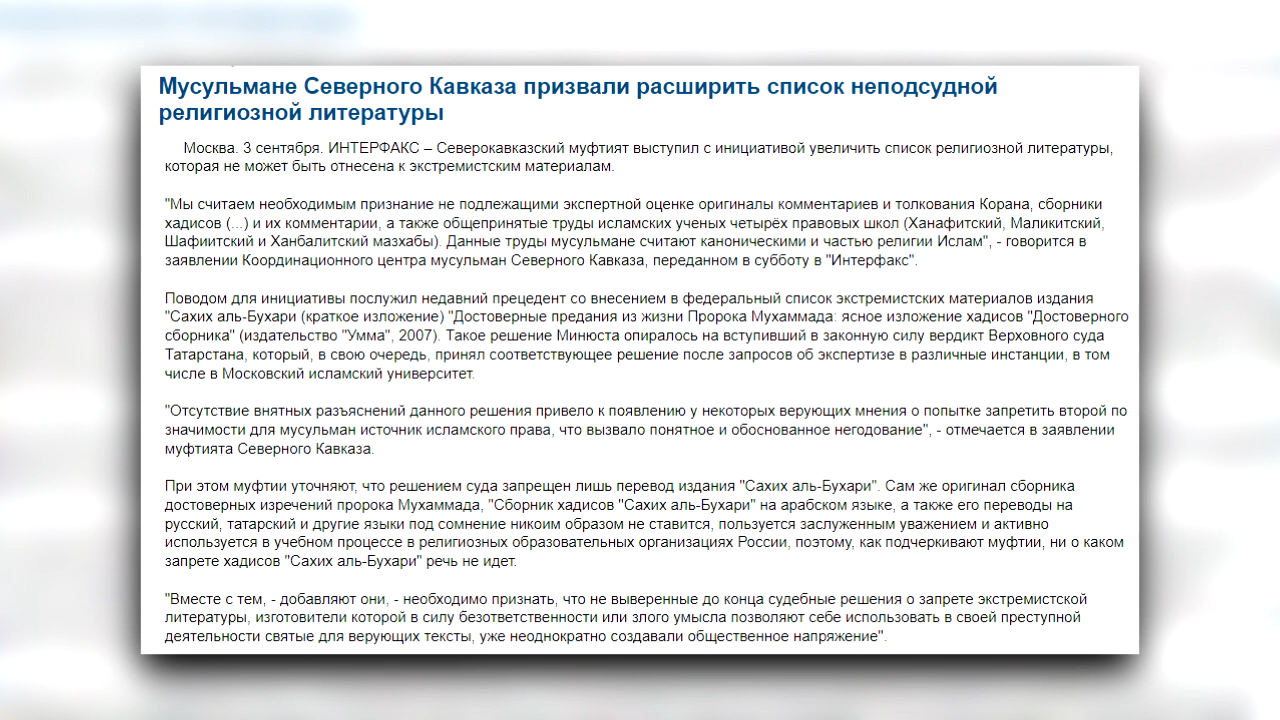 Мусульмане Северного Кавказа призвали расширить список неподсудной
религиозной литературы
Москва. 3 сентября. ИНТЕРФАКС – Северокавказский муфтият выступил с инициативой увеличить список религиозной литературы,
которая не может быть отнесена к экстремистским материалам.
"Мы считаем необходимым признание не подлежащими экспертной оценке оригиналы комментариев и толкования Корана, сборники
хадисов (...) и их комментарии, а также общепринятые труды исламских ученых четырёх правовых школ (Ханафитский, Маликитский,
Шафиитский и Ханбалитский мазхабы). Данные труды мусульмане считают каноническими и частью религии Ислам", - говорится в
заявлении Координационного центра мусульман Северного Кавказа, переданном в субботу в "Интерфакс".
Поводом для инициативы послужил недавний прецедент со внесением в федеральный список экстремистских материалов издания
"Сахих аль-Бухари (краткое изложение) "Достоверные предания из жизни Пророка Мухаммада: ясное изложение хадисов "Достоверного
сборника" (издательство "Умма", 2007). Такое решение Минюста опиралось на вступивший в законную силу вердикт Верховного суда
Татарстана, который, в свою очередь, принял соответствующее решение после запросов об экспертизе в различные инстанции, в том
числе в Московский исламский университет.
"Отсутствие внятных разъяснений данного решения привело к появлению у некоторых верующих мнения о попытке запретить второй по
значимости для мусульман источник исламского права, что вызвало понятное и обоснованное негодование", - отмечается в заявлении
муфтията Северного Кавказа.
При этом муфтии уточняют, что решением суда запрещен лишь перевод издания "Сахих аль-Бухари". Сам же оригинал сборника
достоверных изречений пророка Мухаммада, "Сборник хадисов "Сахих аль-Бухари" на арабском языке, а также его переводы на
русский, татарский и другие языки под сомнение никоим образом не ставится, пользуется заслуженным уважением и активно
используется в учебном процессе в религиозных образовательных организациях России, поэтому, как подчеркивают муфтии, ни о каком
запрете хадисов "Сахих аль-Бухари" речь не идет.
"Вместе с тем, - добавляют они, - необходимо признать, что не выверенные до конца судебные решения о запрете экстремистской
литературы, изготовители которой в силу безответственности или злого умысла позволяют себе использовать в своей преступной
деятельности святые для верующих тексты, уже неоднократно создавали общественное напряжение".